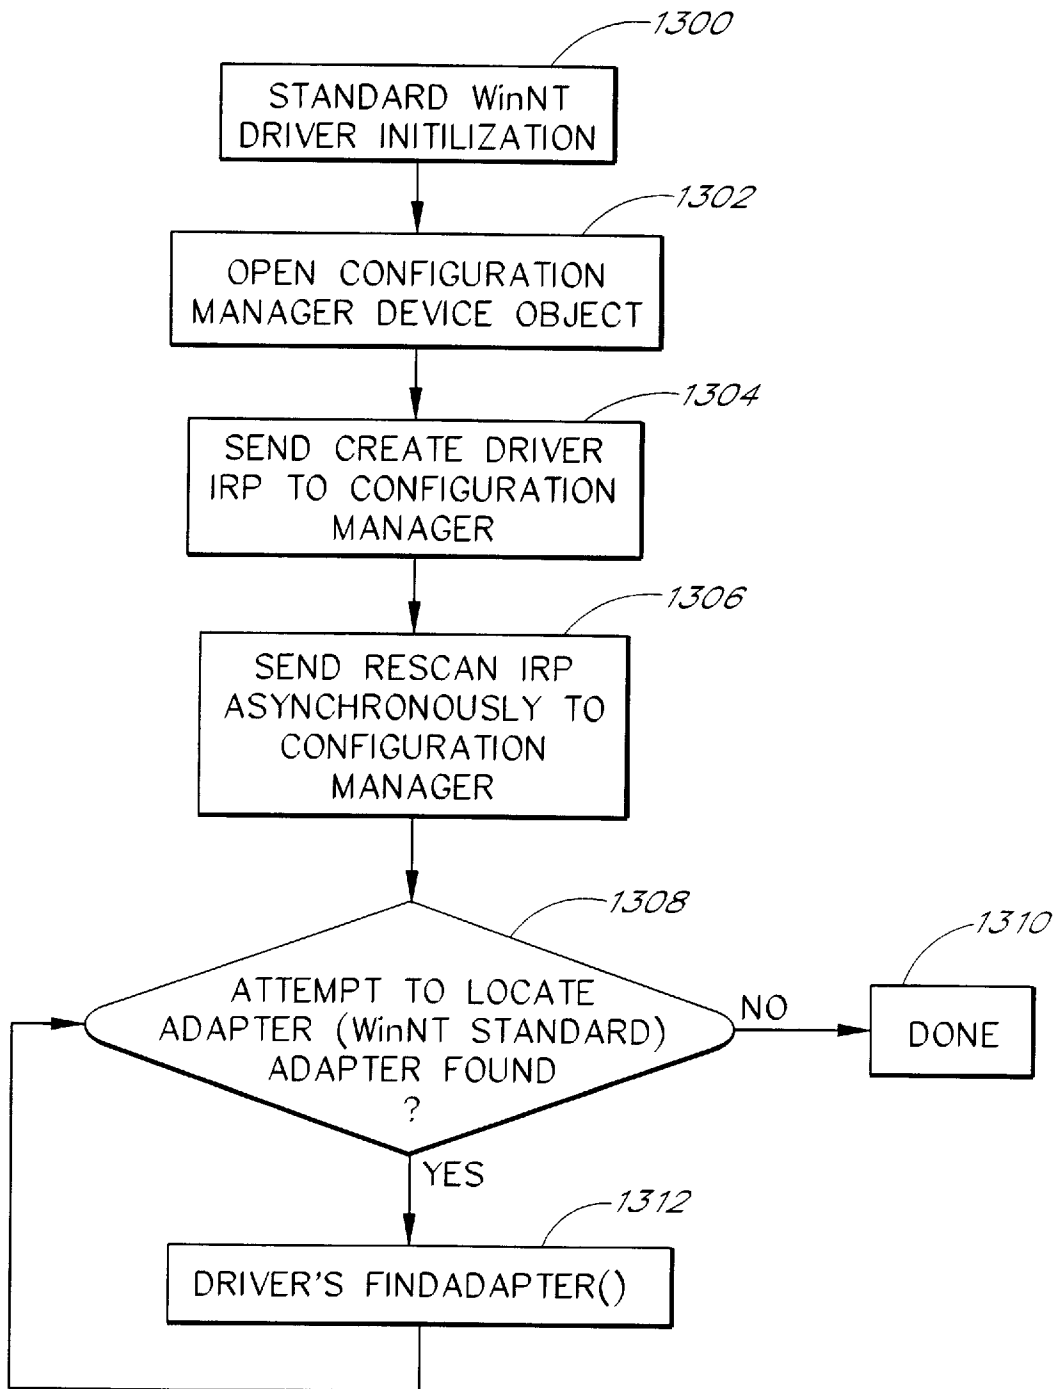 1300
STANDARD WinNT
DRIVER INITILIZATION
1302
OPEN CONFIGURATION
MANAGER DEVICE OBJECT
1304
SEND CREATE DRIVER
IRP TO CONFIGURATION
MANAGER
1306
SEND RESCAN IRP
ASYNCHRONOUSLY TO
CONFIGURATION
MANAGER
1308
ATTEMPT TO LOCATE
ADAPTER (WinNT STANDARD)
ADAPTER FOUND
?
NO
1310
DONE
YES
1312
DRIVER'S FINDADAPTER()